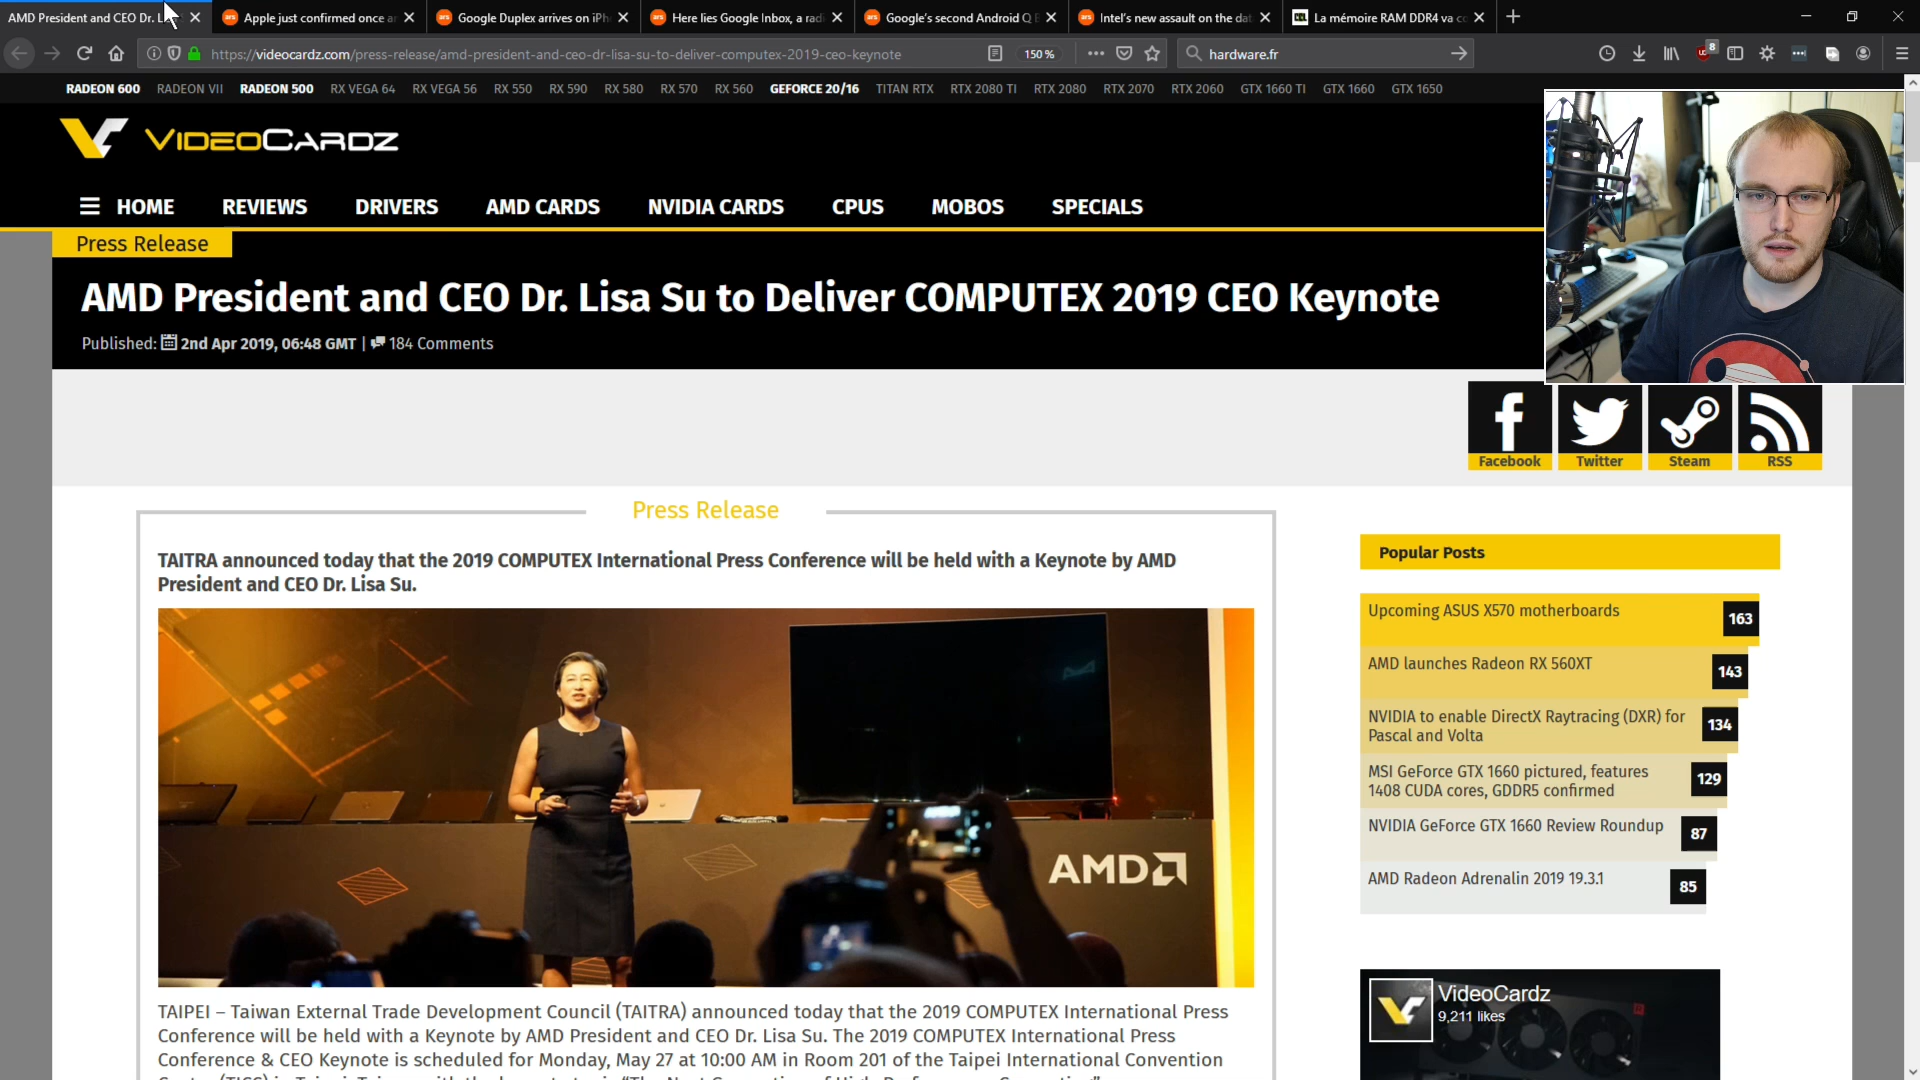 AMD President and CEO Dr. L
Apple just confirmed once a
Google Duplex arrives on iPh
Here lies Google Inbox, a radi
Google's second Android Q B
Intel's new assault on the dat
La mémoire RAM DDR4 va c
https://videocardz.com/press-release/amd-president-and-ceo-dr-lisa-su-to-deliver-computex-2019-ceo-keynote
150%
hardware.fr
8
RADEON 600 RADEON VII RADEON 500 RX VEGA 64 RX VEGA 56 RX 550 RX 590 RX 580 RX 570 RX 560 GEFORCE 20/16 TITAN RTX RTX 2080 TI RTX 2080 RTX 2070 RTX 2060 GTX 1660 TI GTX 1660 GTX 1650
VIDEOCARDZ
HOME REVIEWS DRIVERS AMD CARDS NVIDIA CARDS CPUS MOBOS SPECIALS
Press Release
AMD President and CEO Dr. Lisa Su to Deliver COMPUTEX 2019 CEO Keynote
Published: 2nd Apr 2019, 06:48 GMT | 184 Comments
Facebook Twitter Steam RSS
Press Release
TAITRA announced today that the 2019 COMPUTEX International Press Conference will be held with a Keynote by AMD
President and CEO Dr. Lisa Su.
AMD
TAIPEI – Taiwan External Trade Development Council (TAITRA) announced today that the 2019 COMPUTEX International Press
Conference will be held with a Keynote by AMD President and CEO Dr. Lisa Su. The 2019 COMPUTEX International Press
Conference & CEO Keynote is scheduled for Monday, May 27 at 10:00 AM in Room 201 of the Taipei International Convention
Popular Posts
Upcoming ASUS X570 motherboards
163
AMD launches Radeon RX 560XT
143
NVIDIA to enable DirectX Raytracing (DXR) for
Pascal and Volta
134
MSI GeForce GTX 1660 pictured, features
1408 CUDA cores, GDDR5 confirmed
129
NVIDIA GeForce GTX 1660 Review Roundup
87
AMD Radeon Adrenalin 2019 19.3.1
85
VideoCardz
9,211 likes